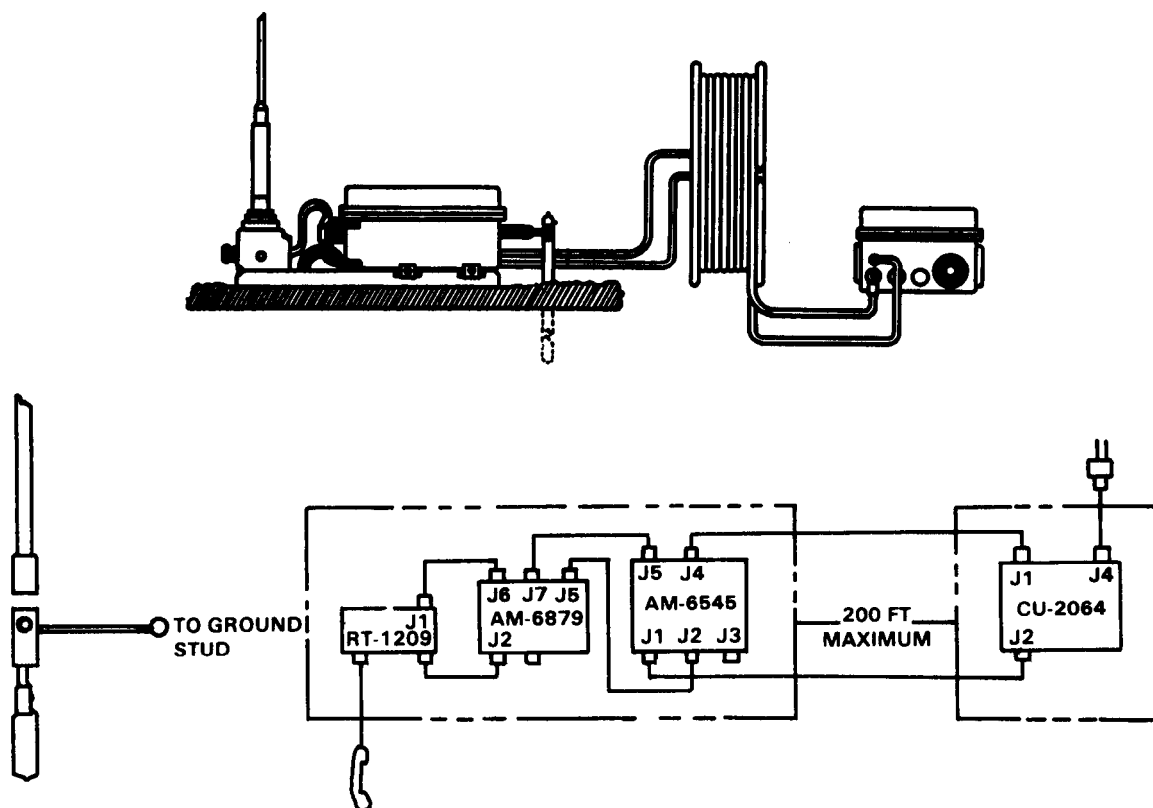 TO GROUND
STUD
J1
RT-1209
J6 J7 J5
AM-6879
J2
J5 J4
AM-6545
J1 J2 J3
200 FT
MAXIMUM
J1 J4
CU-2064
J2